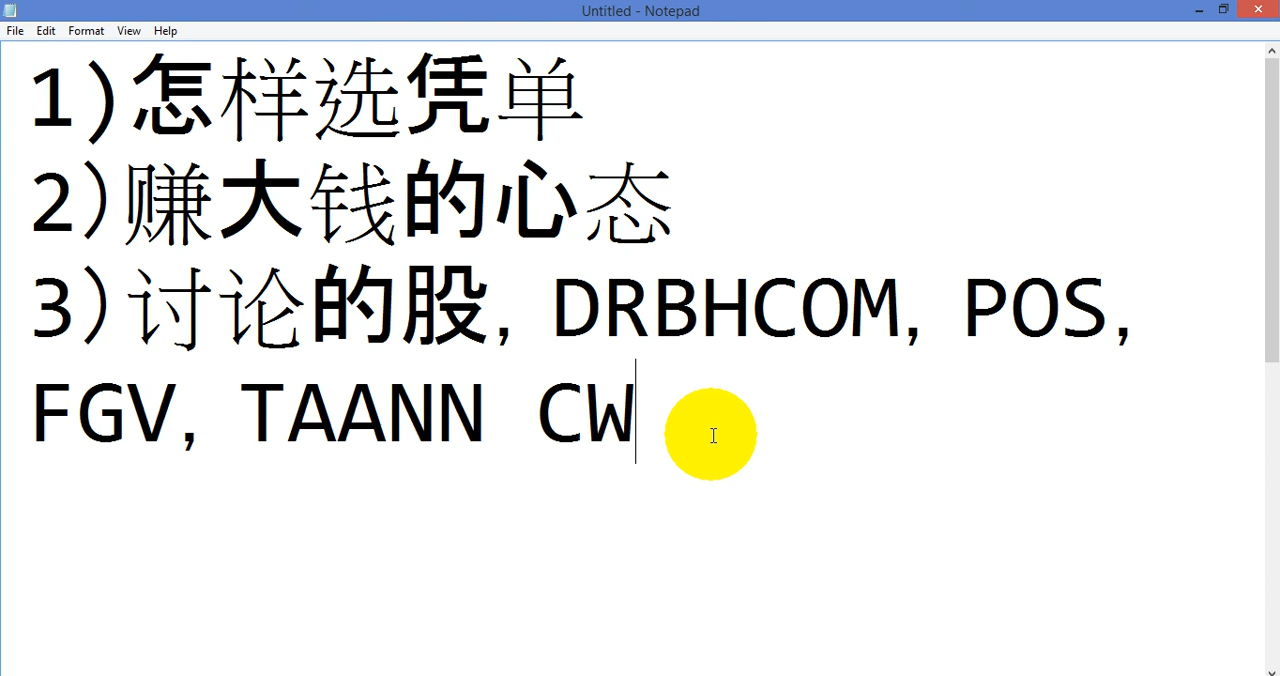 Untitled - Notepad
File Edit Format View Help
1)怎样选凭单
2)赚大钱的心态
3)讨论的股, DRBHCOM, POS,
FGV, TAANN CW